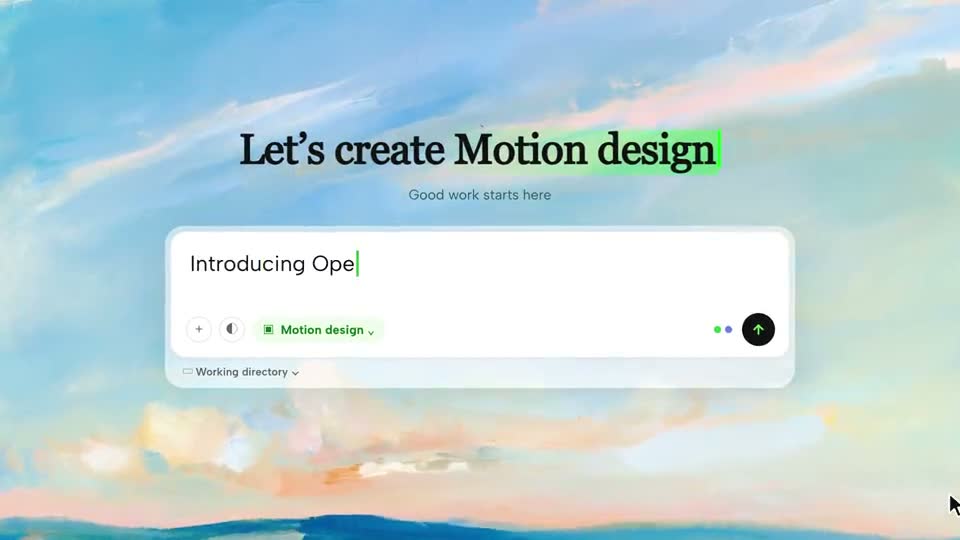 Let’s create Motion design
Good work starts here
Introducing Ope
Motion design
Working directory